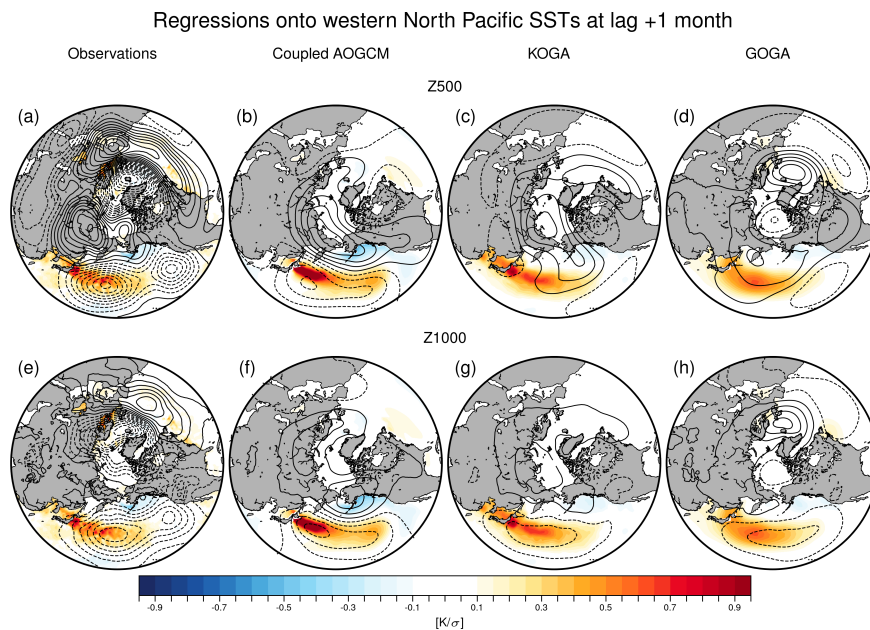 Regressions onto western North Pacific SSTs at lag +1 month
Observations Coupled AOGCM KOGA GOGA
Z500
(a) (b) (c) (d)
Z1000
(e) (f) (g) (h)
-0.9 -0.7 -0.5 -0.3 -0.1 0.1 0.3 0.5 0.7 0.9
[K/σ]